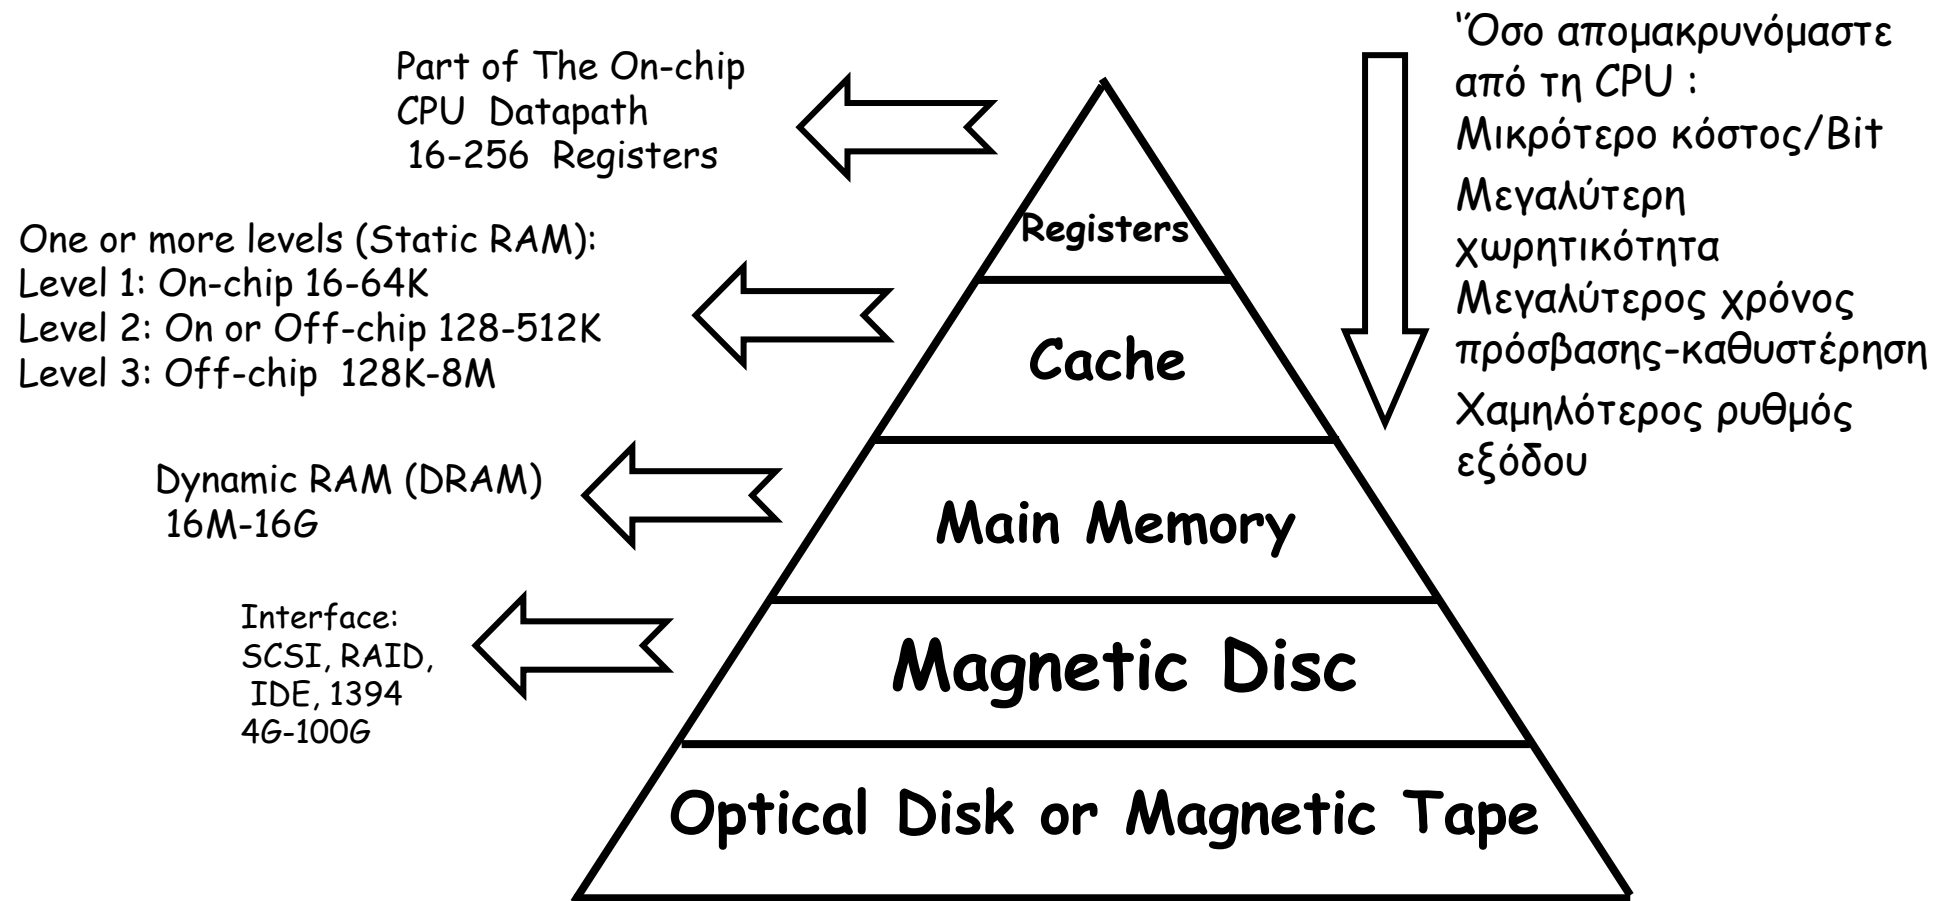 Part of The On-chip
CPU Datapath
16-256 Registers
One or more levels (Static RAM):
Level 1: On-chip 16-64K
Level 2: On or Off-chip 128-512K
Level 3: Off-chip 128K-8M
Dynamic RAM (DRAM)
16M-16G
Interface:
SCSI, RAID,
IDE, 1394
4G-100G
Registers
Cache
Main Memory
Magnetic Disc
Optical Disk or Magnetic Tape
'Όσο απομακρυνόμαστε
από τη CPU :
Μικρότερο κόστος/Bit
Μεγαλύτερη
χωρητικότητα
Μεγαλύτερος χρόνος
πρόσβασης-καθυστέρηση
Χαμηλότερος ρυθμός
εξόδου